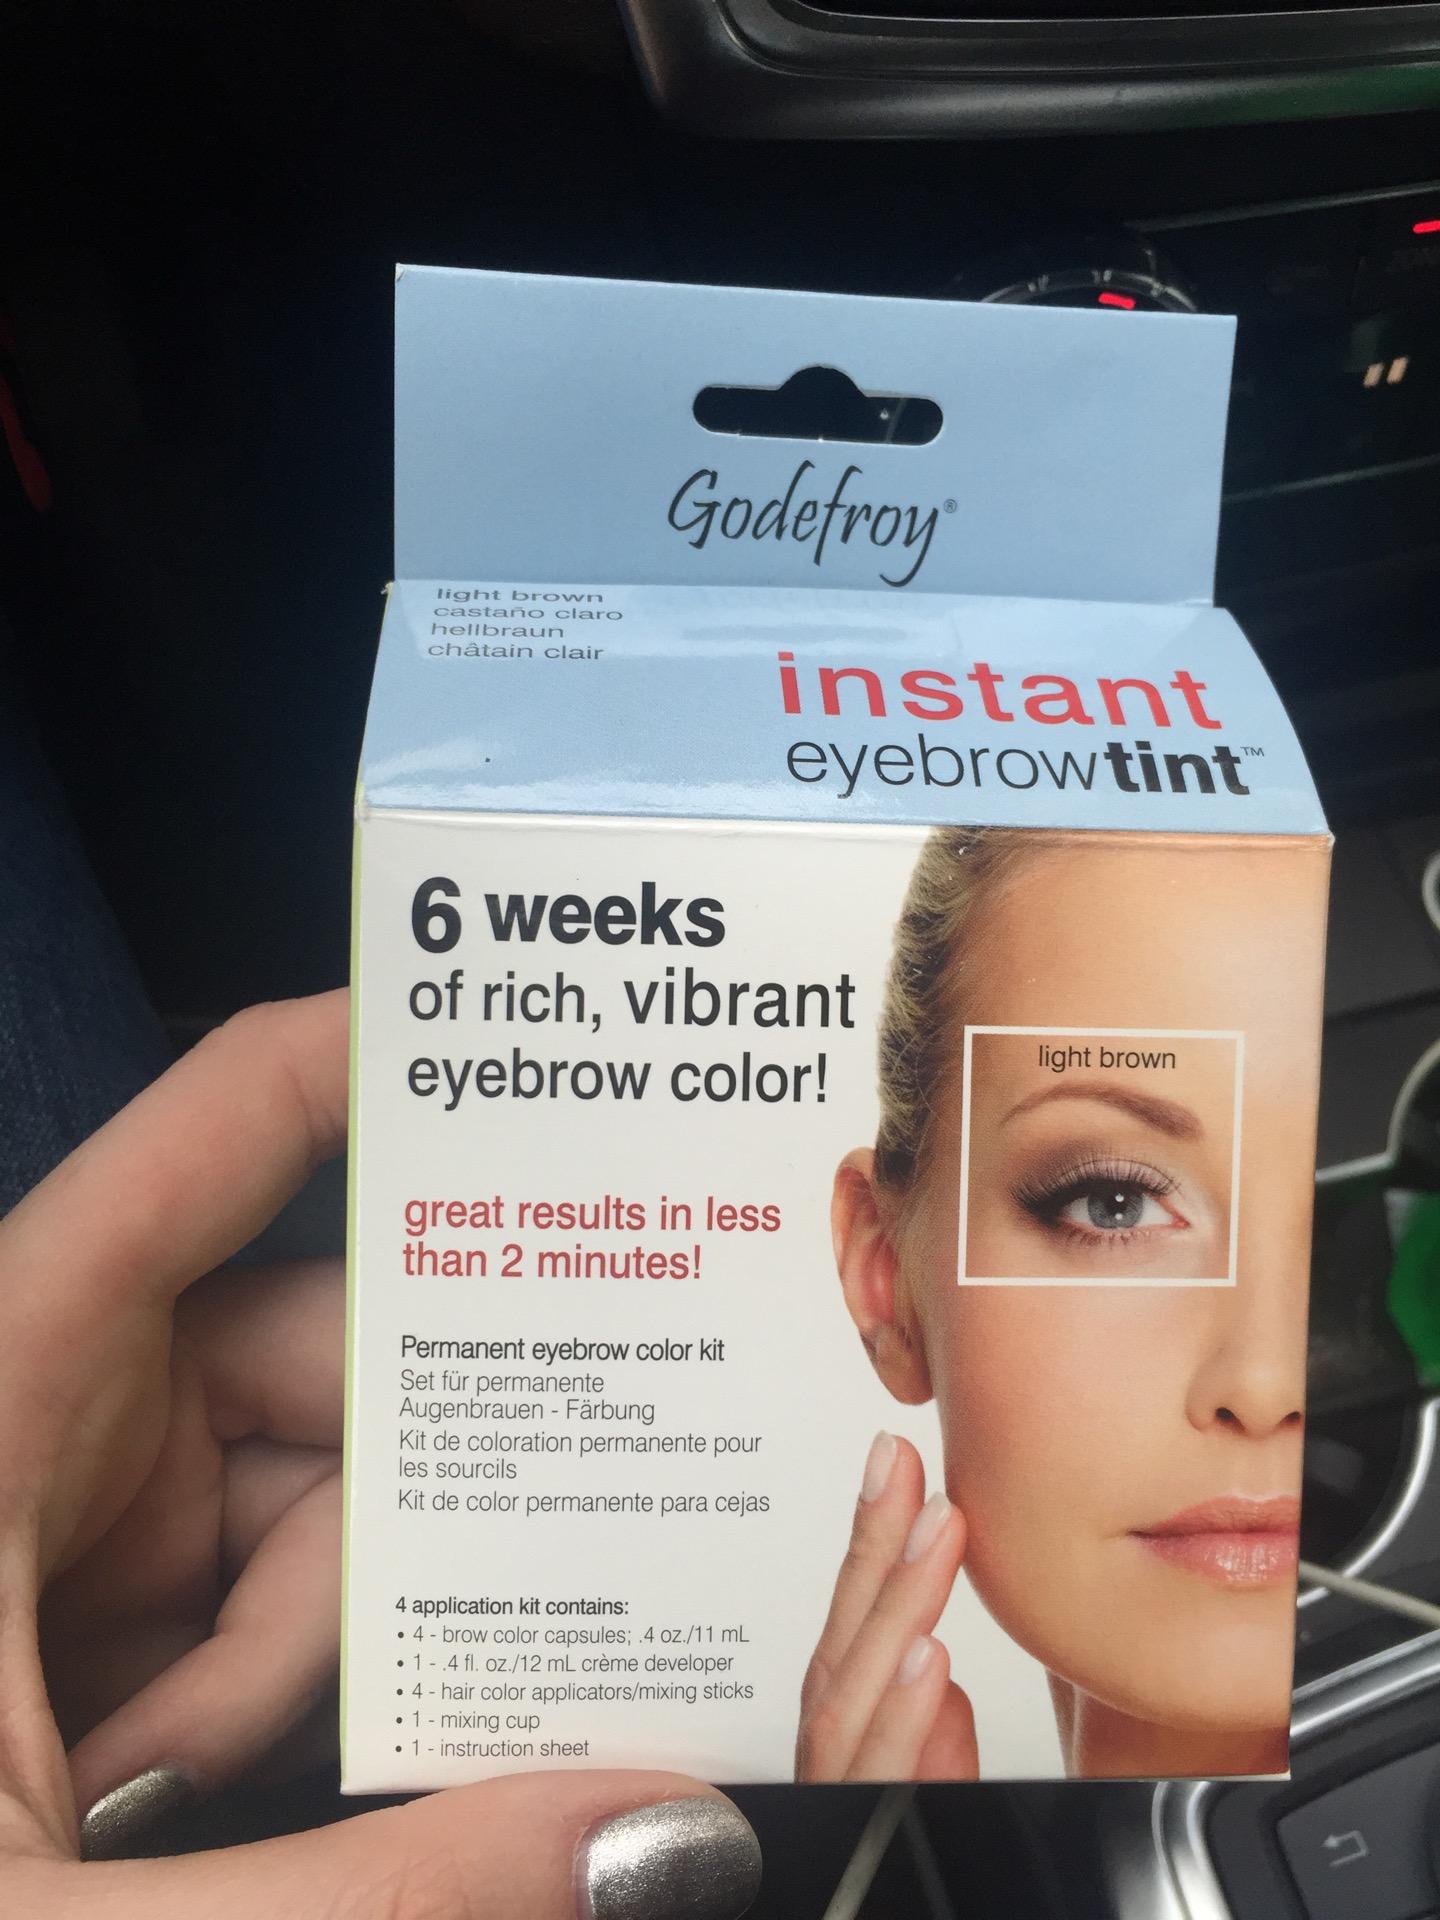 Godefroy®
light brown
castaño claro
hellbraun
châtain clair
instant
eyebrowtint™
6 weeks
of rich, vibrant
eyebrow color!
light brown
great results in less
than 2 minutes!
Permanent eyebrow color kit
Set für permanente
Augenbrauen - Färbung
Kit de coloration permanente pour
les sourcils
Kit de color permanente para cejas
4 application kit contains:
• 4 - brow color capsules; .4 oz./11 mL
• 1 - .4 fl. oz./12 mL crème developer
• 4 - hair color applicators/mixing sticks
• 1 - mixing cup
• 1 - instruction sheet